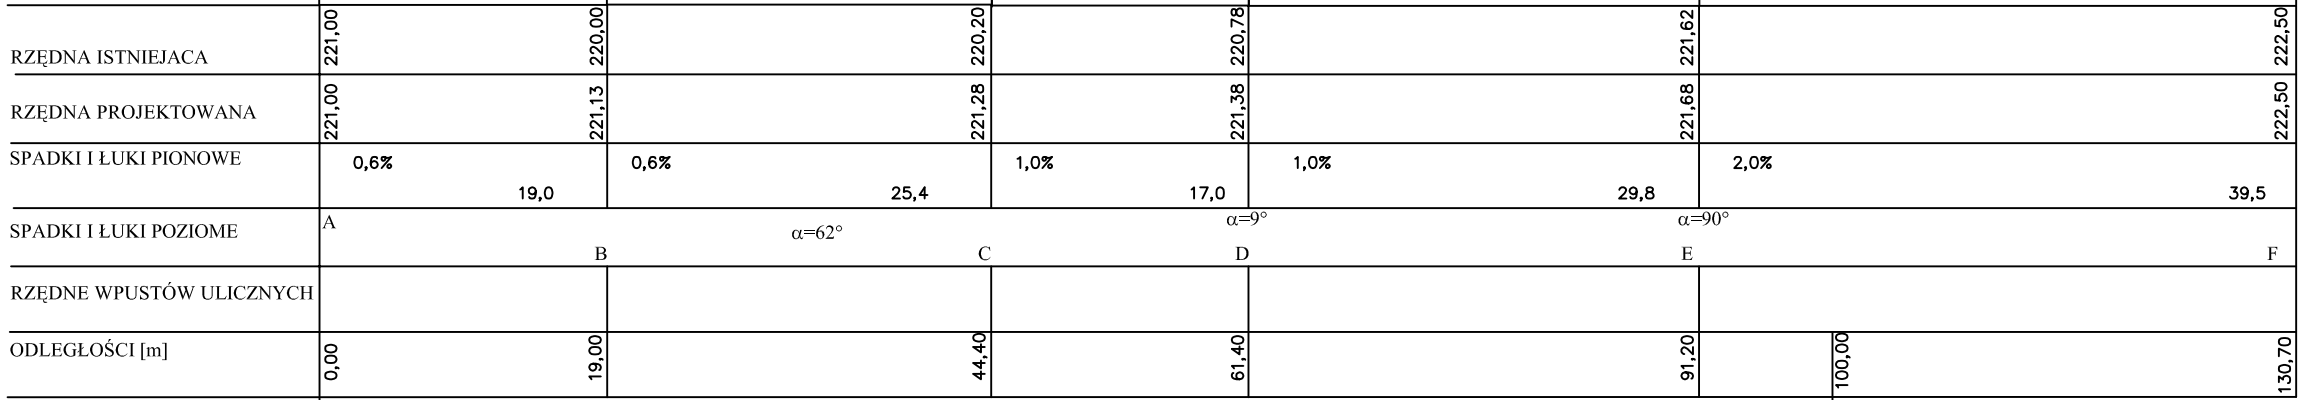 RZĘDNA ISTNIEJACA
221,00 220,00 220,20 220,78 221,62 222,50
RZĘDNA PROJEKTOWANA
221,00 221,13 221,28 221,38 221,68 222,50
SPADKI I ŁUKI PIONOWE
0,6% 0,6% 1,0% 1,0% 2,0%
19,0 25,4 17,0 29,8 39,5
SPADKI I ŁUKI POZIOME
A α=62° α=9° α=90°
B C D E F
RZĘDNE WPUSTÓW ULICZNYCH
ODLEGŁOŚCI [m]
0,00 19,00 44,40 61,40 91,20 100,00 130,70